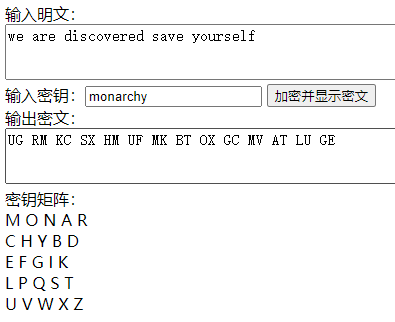 输入明文:
we are discovered save yourself
输入密钥: monarchy 加密并显示密文
输出密文:
UG RM KC SX HM UF MK BT OX GC MV AT LU GE
密钥矩阵:
M O N A R
C H Y B D
E F G I K
L P Q S T
U V W X Z